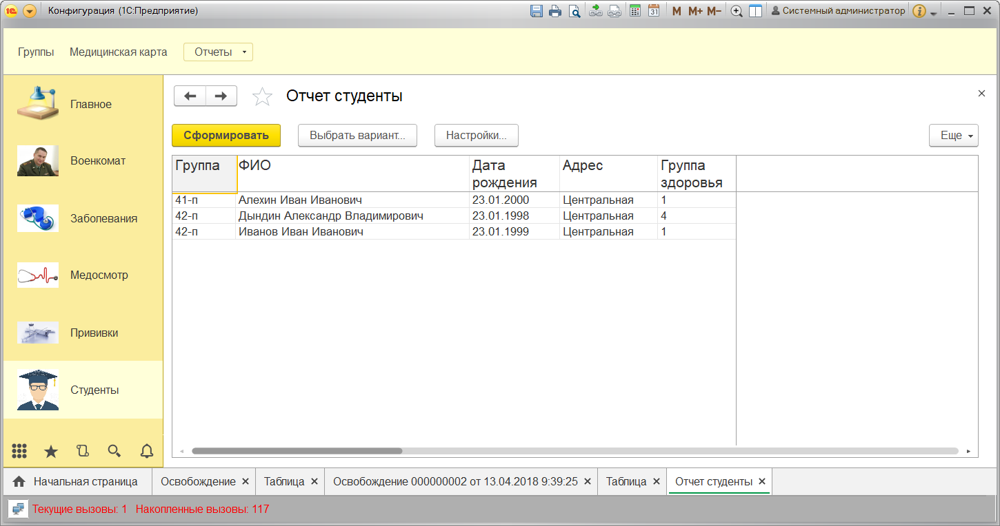 1С Конфигурация (1С:Предприятие) 31 M M+ M− Системный администратор i
Группы Медицинская карта Отчеты
Главное
Военкомат
Заболевания
Медосмотр
Прививки
Студенты
Отчет студенты
Сформировать Выбрать вариант... Настройки... Еще
Группа ФИО Дата рождения Адрес Группа здоровья
41-п Алехин Иван Иванович 23.01.2000 Центральная 1
42-п Дындин Александр Владимирович 23.01.1998 Центральная 4
42-п Иванов Иван Иванович 23.01.1999 Центральная 1
Начальная страница Освобождение Таблица Освобождение 000000002 от 13.04.2018 9:39:25 Таблица Отчет студенты
Текущие вызовы: 1 Накопленные вызовы: 117